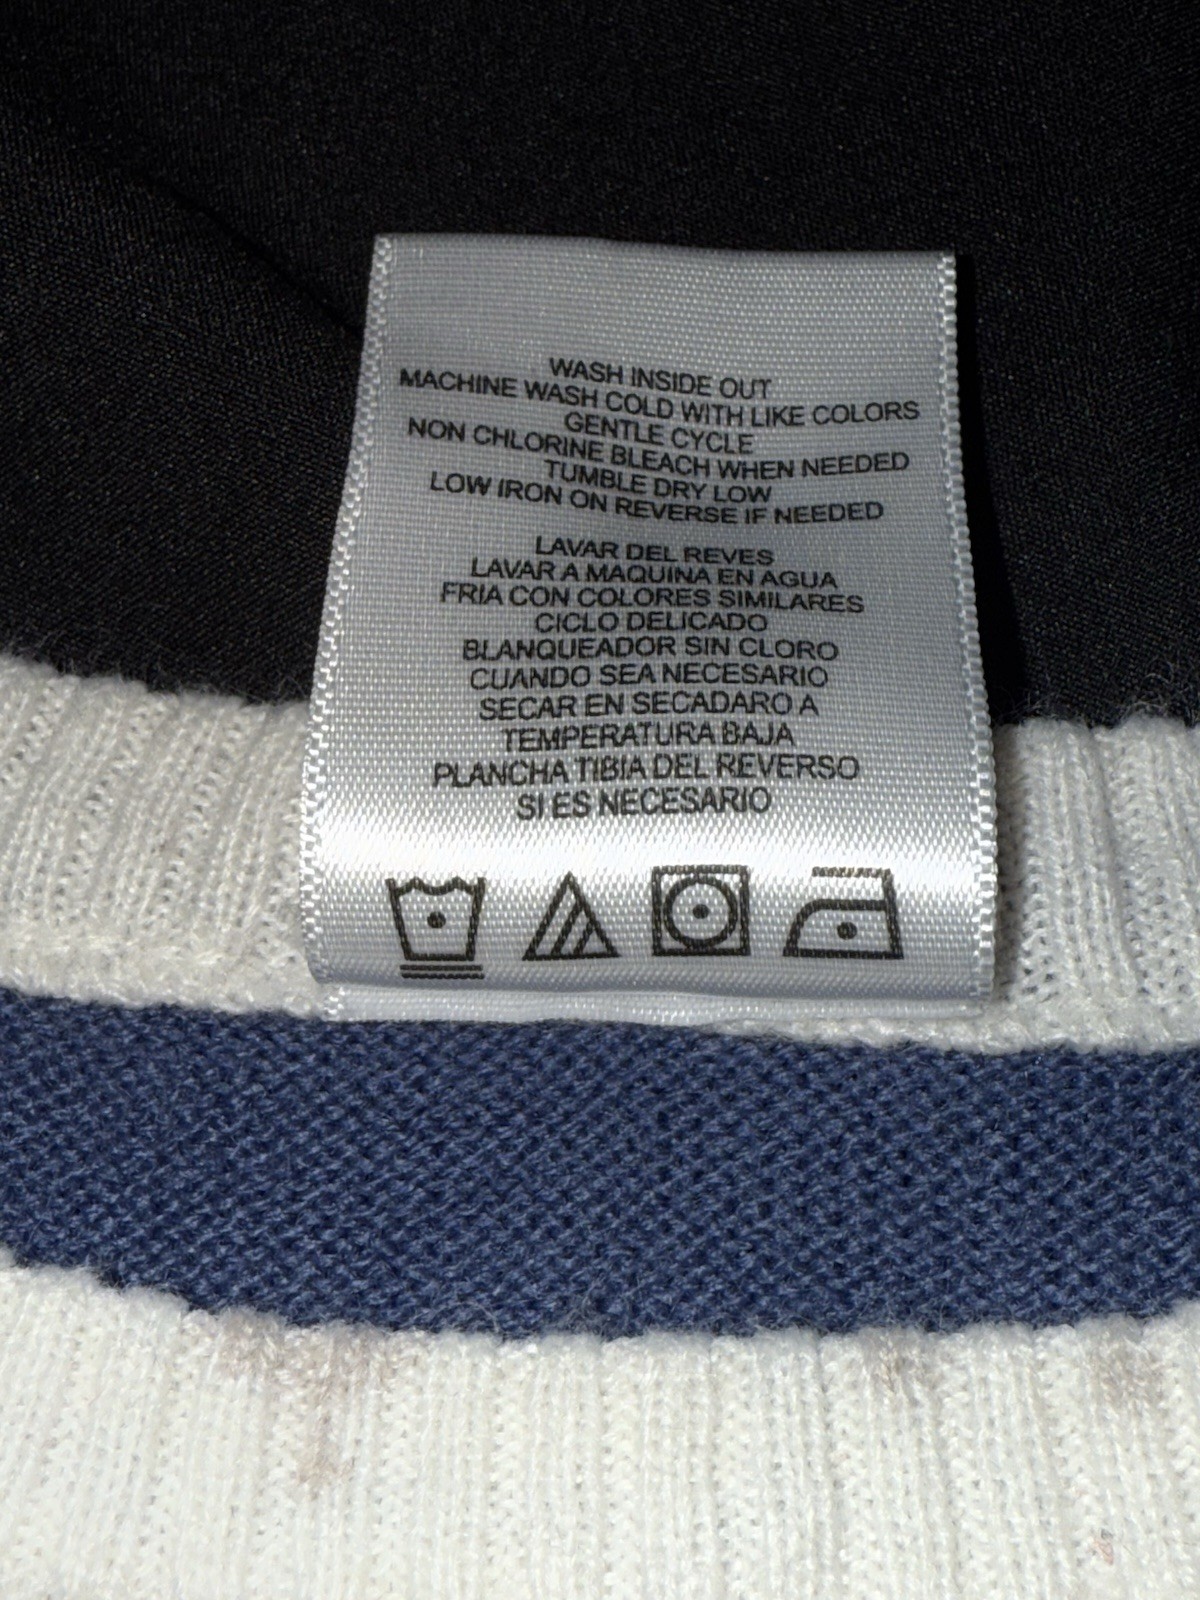 WASH INSIDE OUT
MACHINE WASH COLD WITH LIKE COLORS
GENTLE CYCLE
NON CHLORINE BLEACH WHEN NEEDED
TUMBLE DRY LOW
LOW IRON ON REVERSE IF NEEDED
LAVAR DEL REVES
LAVAR A MAQUINA EN AGUA
FRIA CON COLORES SIMILARES
CICLO DELICADO
BLANQUEADOR SIN CLORO
CUANDO SEA NECESARIO
SECAR EN SECADARO A
TEMPERATURA BAJA
PLANCHA TIBIA DEL REVERSO
SI ES NECESARIO